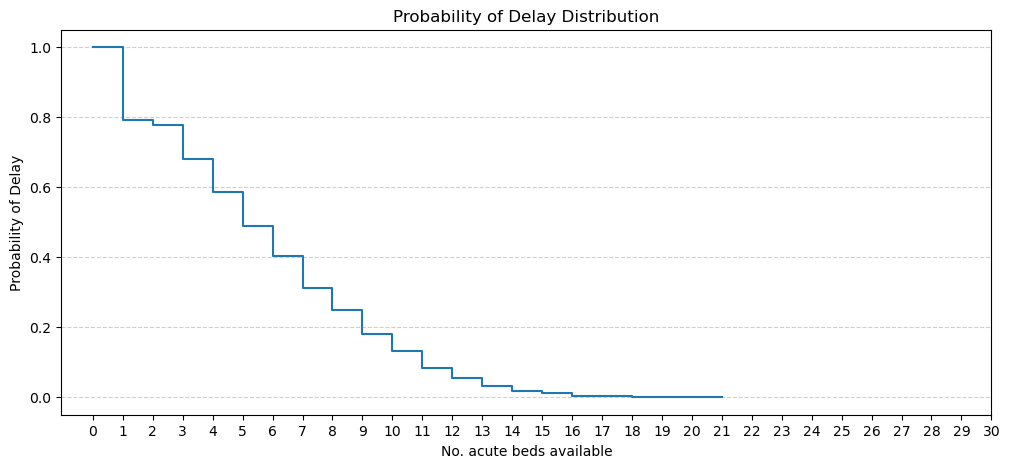 Probability of Delay Distribution
Probability of Delay
1.0
0.8
0.6
0.4
0.2
0.0
0 1 2 3 4 5 6 7 8 9 10 11 12 13 14 15 16 17 18 19 20 21 22 23 24 25 26 27 28 29 30
No. acute beds available